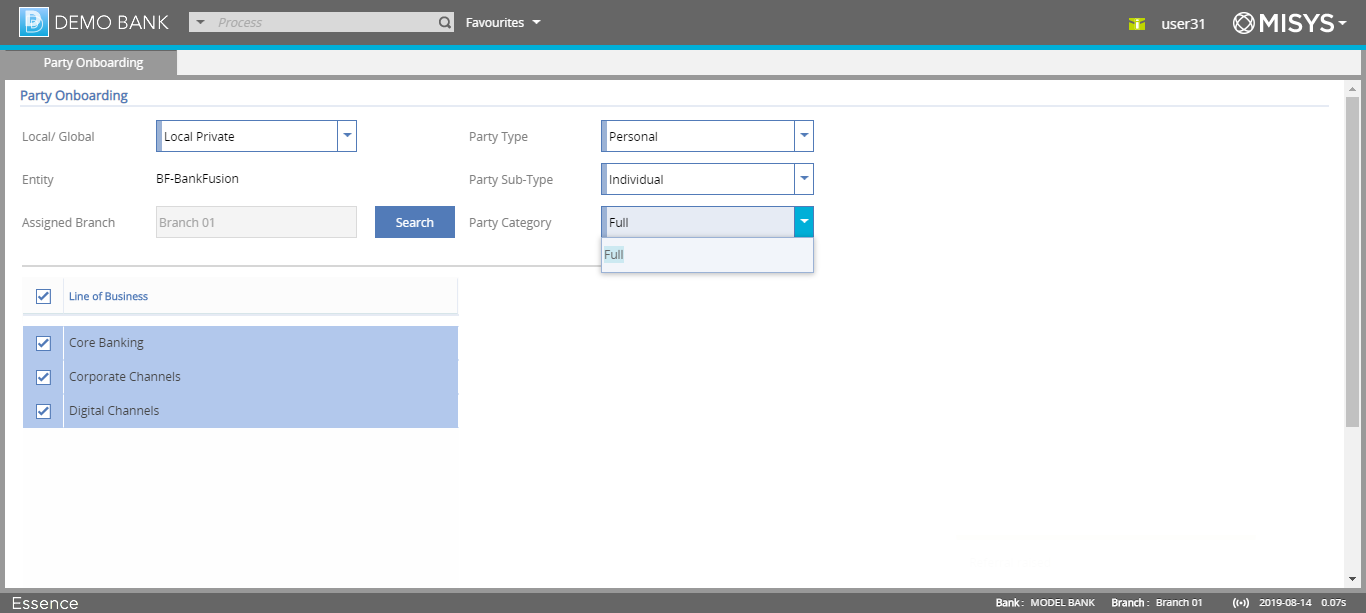 DEMO BANK Process Favourites user31 MISYS
Party Onboarding
Party Onboarding
Local/ Global Local Private Party Type Personal
Entity BF-BankFusion Party Sub-Type Individual
Assigned Branch Branch 01 Search Party Category Full
Full
Line of Business
Core Banking
Corporate Channels
Digital Channels
Essence Bank : MODEL BANK Branch : Branch 01 2019-08-14 0.07s